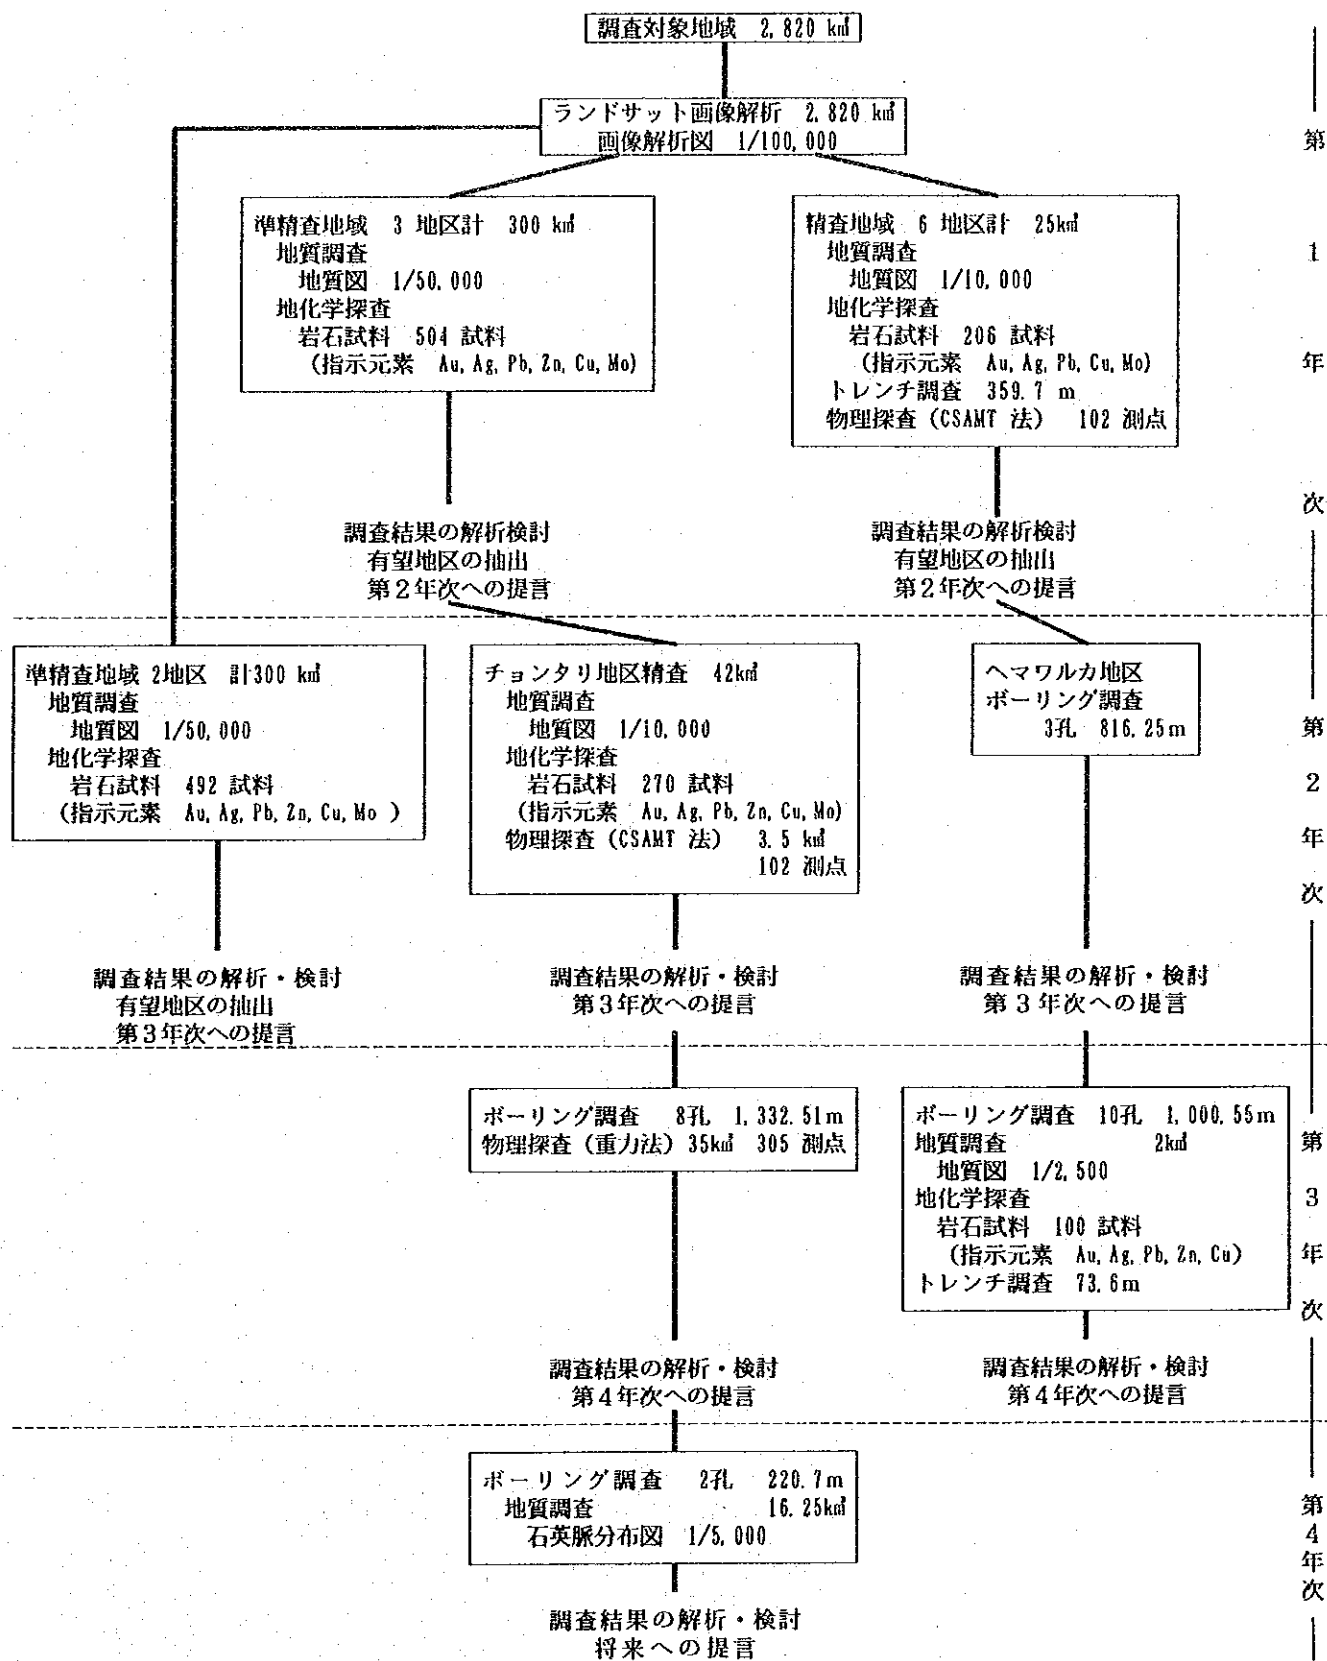 調査対象地域 2,820 k㎡
ランドサット画像解析 2,820 k㎡
画像解析図 1/100,000
準精査地域 3 地区計 300 k㎡
地質調査
地質図 1/50,000
地化学探査
岩石試料 504 試料
(指示元素 Au, Ag, Pb, Zn, Cu, Mo)
精査地域 6 地区計 25k㎡
地質調査
地質図 1/10,000
地化学探査
岩石試料 206 試料
(指示元素 Au, Ag, Pb, Cu, Mo)
トレンチ調査 359.7 m
物理探査 (CSAMT 法) 102 測点
調査結果の解析検討
有望地区の抽出
第2年次への提言
調査結果の解析検討
有望地区の抽出
第2年次への提言
第
1
年
次
準精査地域 2地区 計300 k㎡
地質調査
地質図 1/50,000
地化学探査
岩石試料 492 試料
(指示元素 Au, Ag, Pb, Zn, Cu, Mo )
チョンタリ地区精査 42k㎡
地質調査
地質図 1/10,000
地化学探査
岩石試料 270 試料
(指示元素 Au, Ag, Pb, Zn, Cu, Mo)
物理探査 (CSAMT 法) 3.5 k㎡
102 測点
ヘマワルカ地区
ボーリング調査
3孔 816.25m
調査結果の解析・検討
有望地区の抽出
第3年次への提言
調査結果の解析・検討
第3年次への提言
調査結果の解析・検討
第3年次への提言
第
2
年
次
ボーリング調査 8孔 1,332.51m
物理探査 (重力法) 35k㎡ 305 測点
ボーリング調査 10孔 1,000.55m
地質調査 2k㎡
地質図 1/2,500
地化学探査
岩石試料 100 試料
(指示元素 Au, Ag, Pb, Zn, Cu)
トレンチ調査 73.6m
調査結果の解析・検討
第4年次への提言
調査結果の解析・検討
第4年次への提言
第
3
年
次
ボーリング調査 2孔 220.7m
地質調査 16.25k㎡
石英脈分布図 1/5,000
調査結果の解析・検討
将来への提言
第
4
年
次